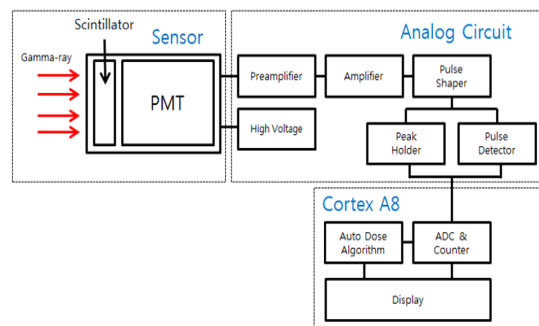 Scintillator
Sensor
Analog Circuit
Gamma-ray
PMT
Preamplifier
Amplifier
Pulse
Shaper
High Voltage
Peak
Holder
Pulse
Detector
Cortex A8
Auto Dose
Algorithm
ADC &
Counter
Display